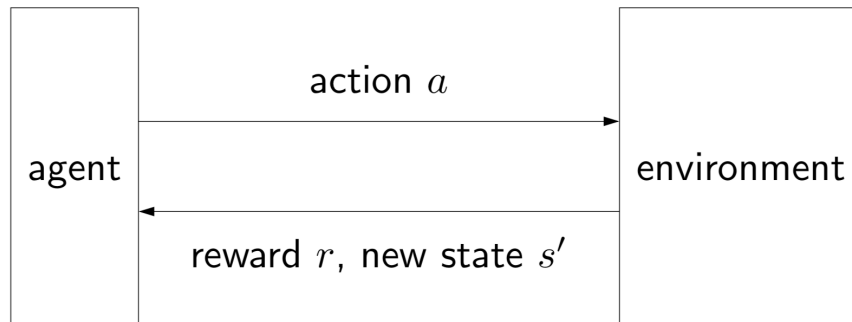 action a
agent
environment
reward r, new state s′